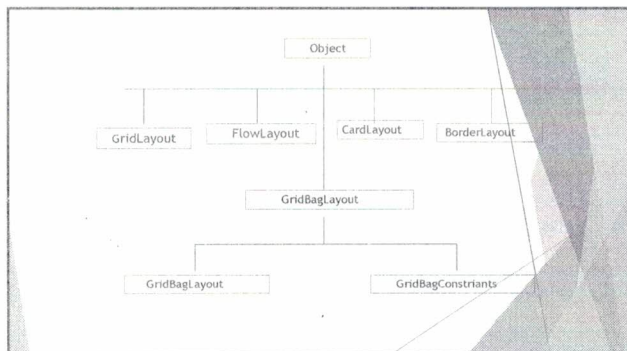 Object
GridLayout
FlowLayout
CardLayout
BorderLayout
GridBagLayout
GridBagLayout
GridBagConstriants